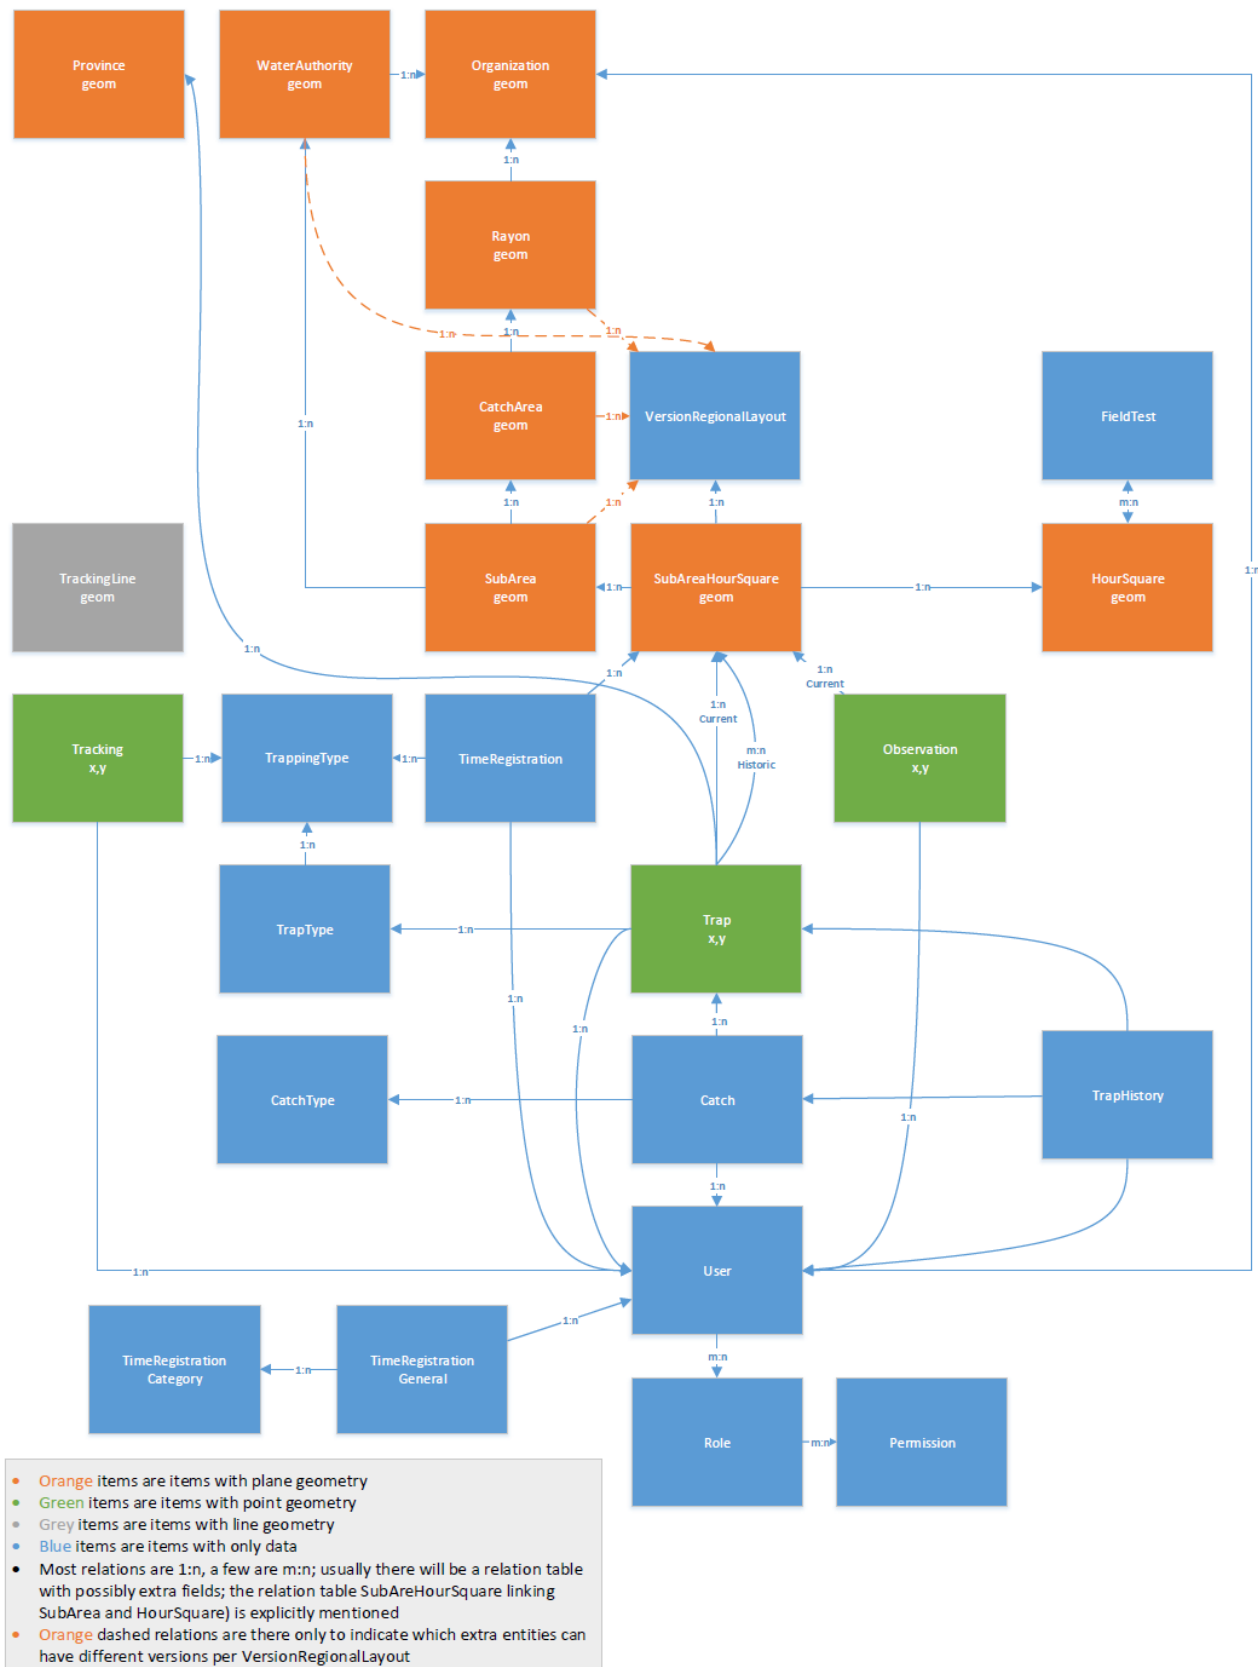 Province
geom
WaterAuthority
geom
1:n
Organization
geom
1:n
Rayon
geom
1:n
1:n
1:n
CatchArea
geom
1:n
VersionRegionalLayout
FieldTest
1:n
1:n
1:n
1:n
m:n
TrackingLine
geom
SubArea
geom
1:n
SubAreaHourSquare
geom
1:n
HourSquare
geom
1:n
1:n
1:n
1:n
Current
1:n
Current
m:n
Historic
Tracking
x,y
1:n
TrappingType
1:n
TimeRegistration
Observation
x,y
1:n
TrapType
1:n
Trap
x,y
1:n
1:n
1:n
CatchType
1:n
Catch
TrapHistory
1:n
1:n
1:n
User
1:n
TimeRegistration
Category
1:n
TimeRegistration
General
m:n
Role
m:n
Permission
Orange items are items with plane geometry
Green items are items with point geometry
Grey items are items with line geometry
Blue items are items with only data
Most relations are 1:n, a few are m:n; usually there will be a relation table
with possibly extra fields; the relation table SubAreHourSquare linking
SubArea and HourSquare) is explicitly mentioned
Orange dashed relations are there only to indicate which extra entities can
have different versions per VersionRegionalLayout